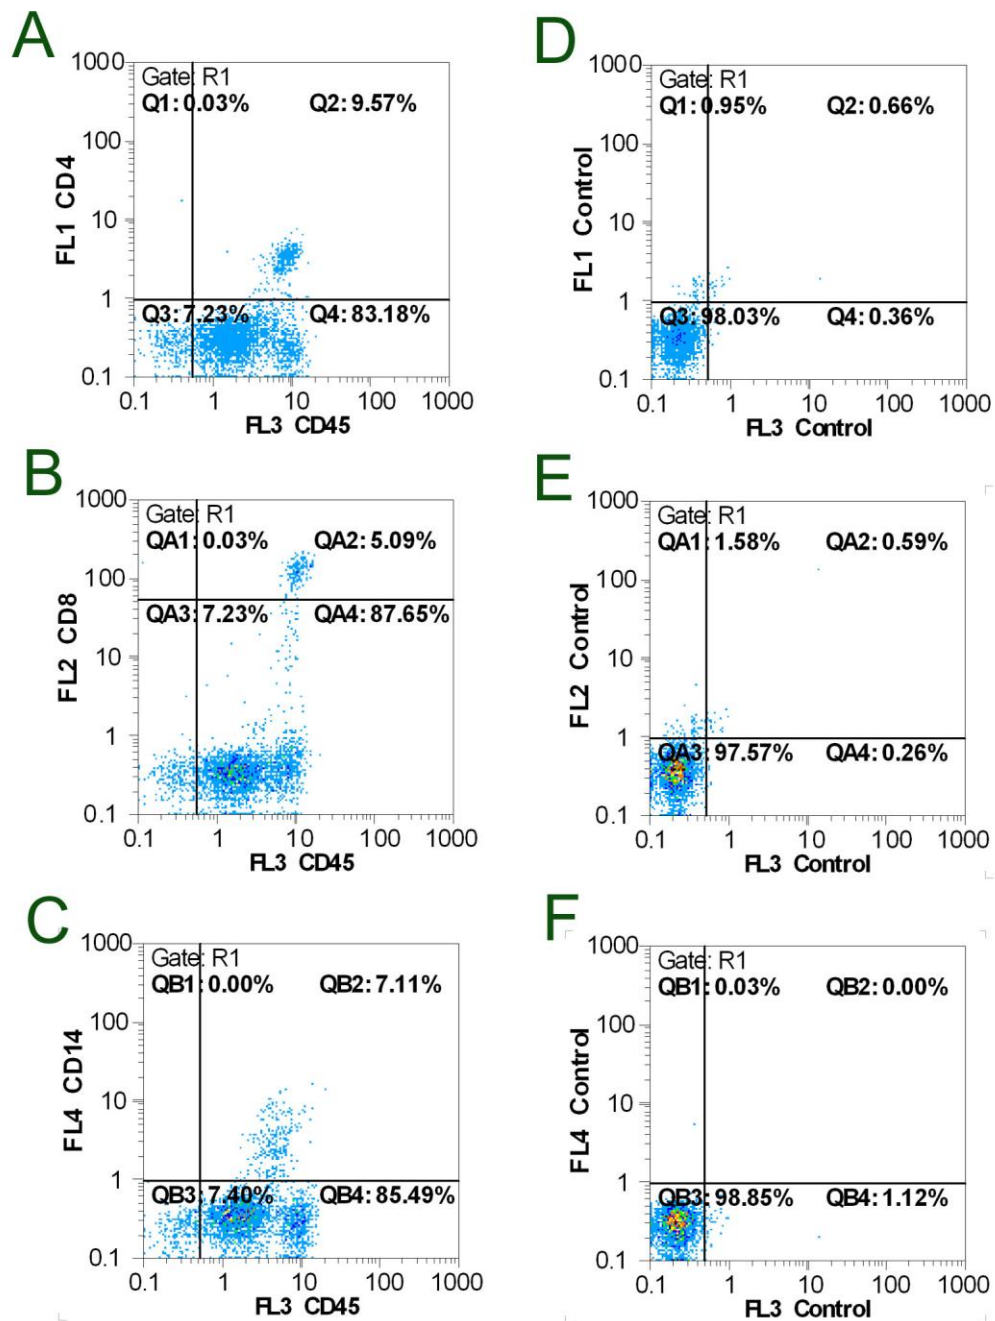 A
1000
100
10
1
0.1
FL1 CD4
Gate: R1
Q1: 0.03% Q2: 9.57%
Q3: 7.23% Q4: 83.18%
0.1 1 10 100 1000
FL3 CD45
D
1000
100
10
1
0.1
FL1 Control
Gate: R1
Q1: 0.95% Q2: 0.66%
Q3: 98.03% Q4: 0.36%
0.1 1 10 100 1000
FL3 Control
B
1000
100
10
1
0.1
FL2 CD8
Gate: R1
QA1: 0.03% QA2: 5.09%
QA3: 7.23% QA4: 87.65%
0.1 1 10 100 1000
FL3 CD45
E
1000
100
10
1
0.1
FL2 Control
Gate: R1
QA1: 1.58% QA2: 0.59%
QA3: 97.57% QA4: 0.26%
0.1 1 10 100 1000
FL3 Control
C
1000
100
10
1
0.1
FL4 CD14
Gate: R1
QB1: 0.00% QB2: 7.11%
QB3: 7.40% QB4: 85.49%
0.1 1 10 100 1000
FL3 CD45
F
1000
100
10
1
0.1
FL4 Control
Gate: R1
QB1: 0.03% QB2: 0.00%
QB3: 98.85% QB4: 1.12%
0.1 1 10 100 1000
FL3 Control